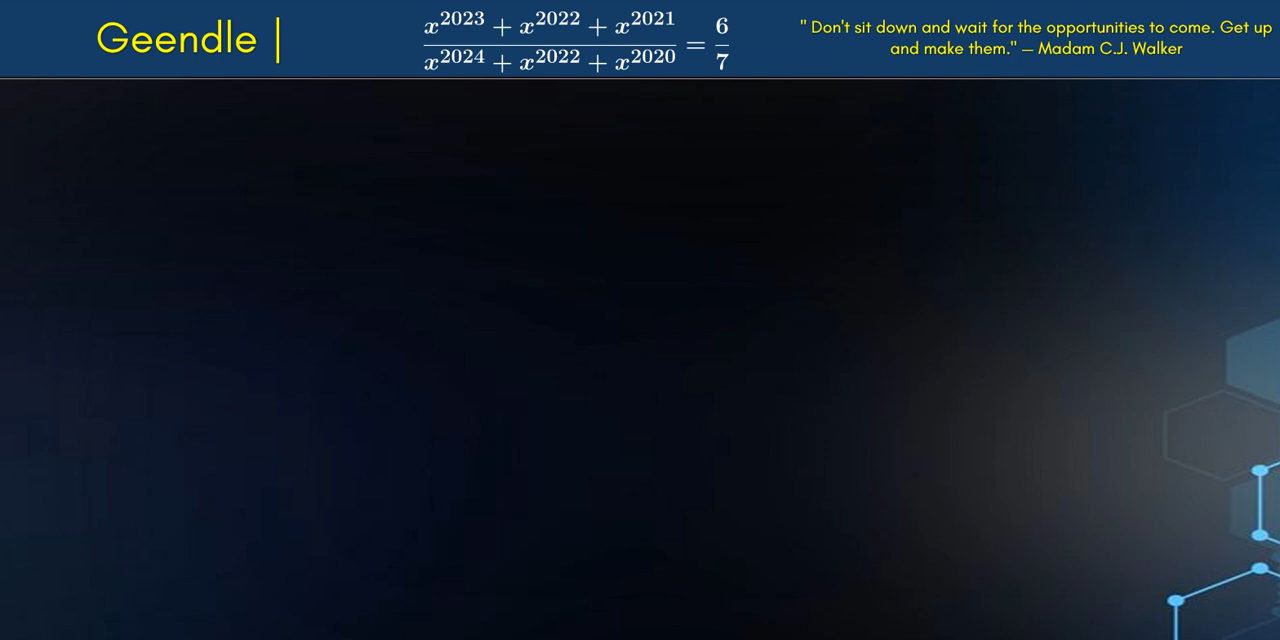 Geendle |
x^2023 + x^2022 + x^2021 / x^2024 + x^2022 + x^2020 = 6/7
" Don't sit down and wait for the opportunities to come. Get up
and make them." — Madam C.J. Walker